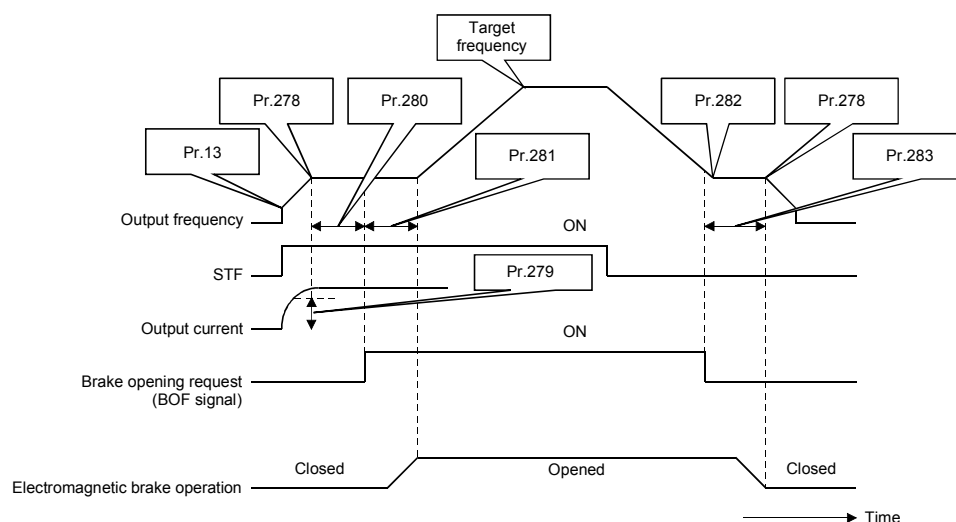 Target
frequency
Pr.278
Pr.280
Pr.282
Pr.278
Pr.13
Pr.281
Pr.283
Output frequency
ON
STF
Pr.279
Output current
ON
Brake opening request
(BOF signal)
Closed
Opened
Closed
Electromagnetic brake operation
Time